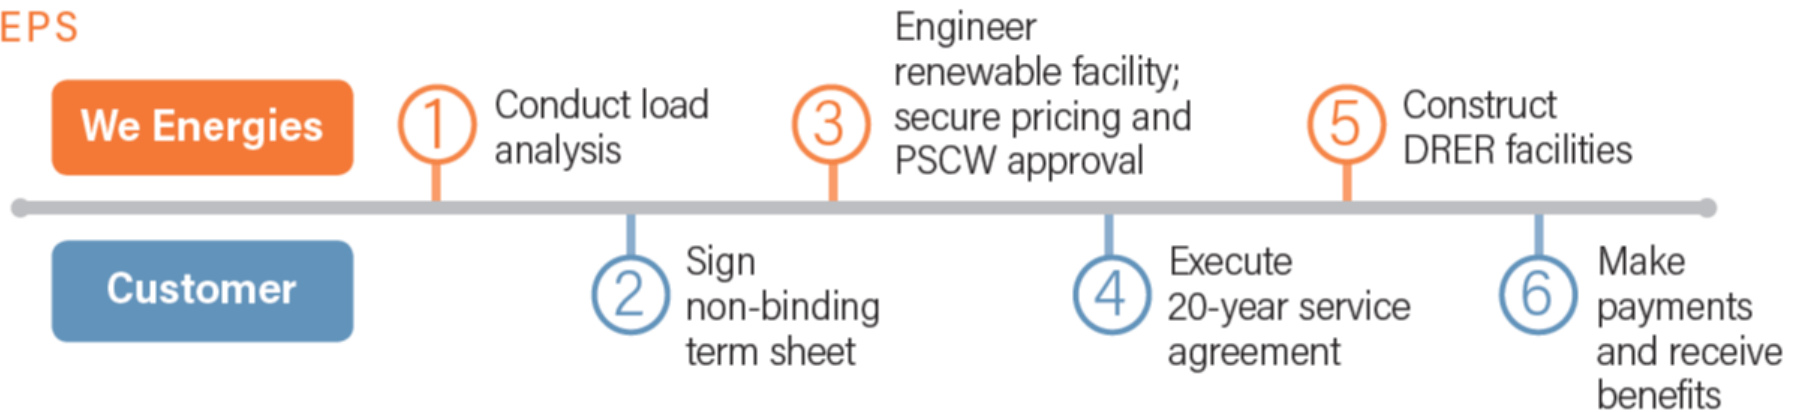 EPS
We Energies
1
Conduct load
analysis
3
Engineer
renewable facility;
secure pricing and
PSCW approval
5
Construct
DRER facilities
Customer
2
Sign
non-binding
term sheet
4
Execute
20-year service
agreement
6
Make
payments
and receive
benefits